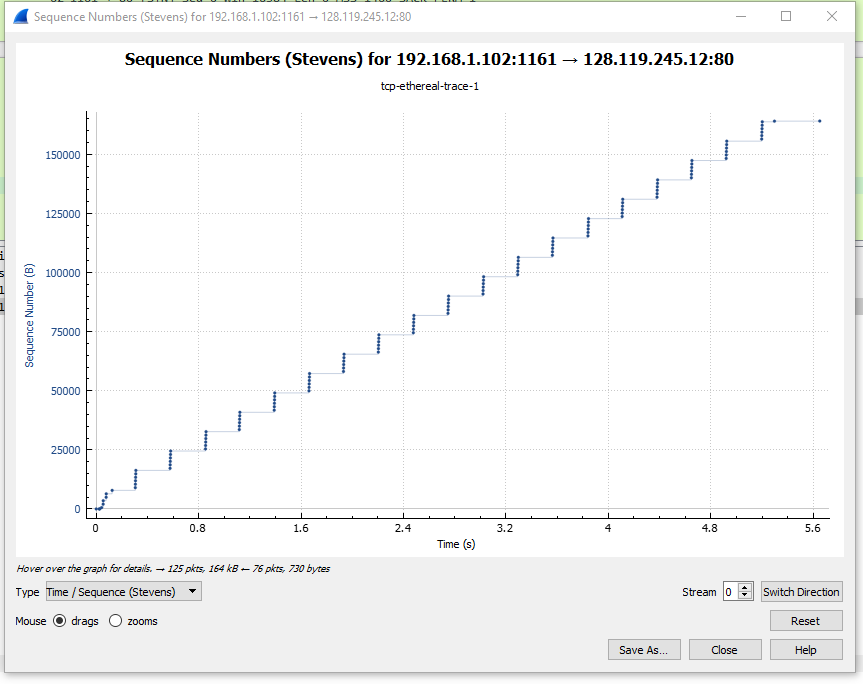 Sequence Numbers (Stevens) for 192.168.1.102:1161 → 128.119.245.12:80
Sequence Numbers (Stevens) for 192.168.1.102:1161 → 128.119.245.12:80
tcp-ethereal-trace-1
150000
125000
100000
75000
50000
25000
0
Sequence Number (B)
0 0.8 1.6 2.4 3.2 4 4.8 5.6
Time (s)
Hover over the graph for details. → 125 pkts, 164 kB ← 76 pkts, 730 bytes
Type Time / Sequence (Stevens) Stream 0 Switch Direction
Mouse drags zooms Reset
Save As... Close Help